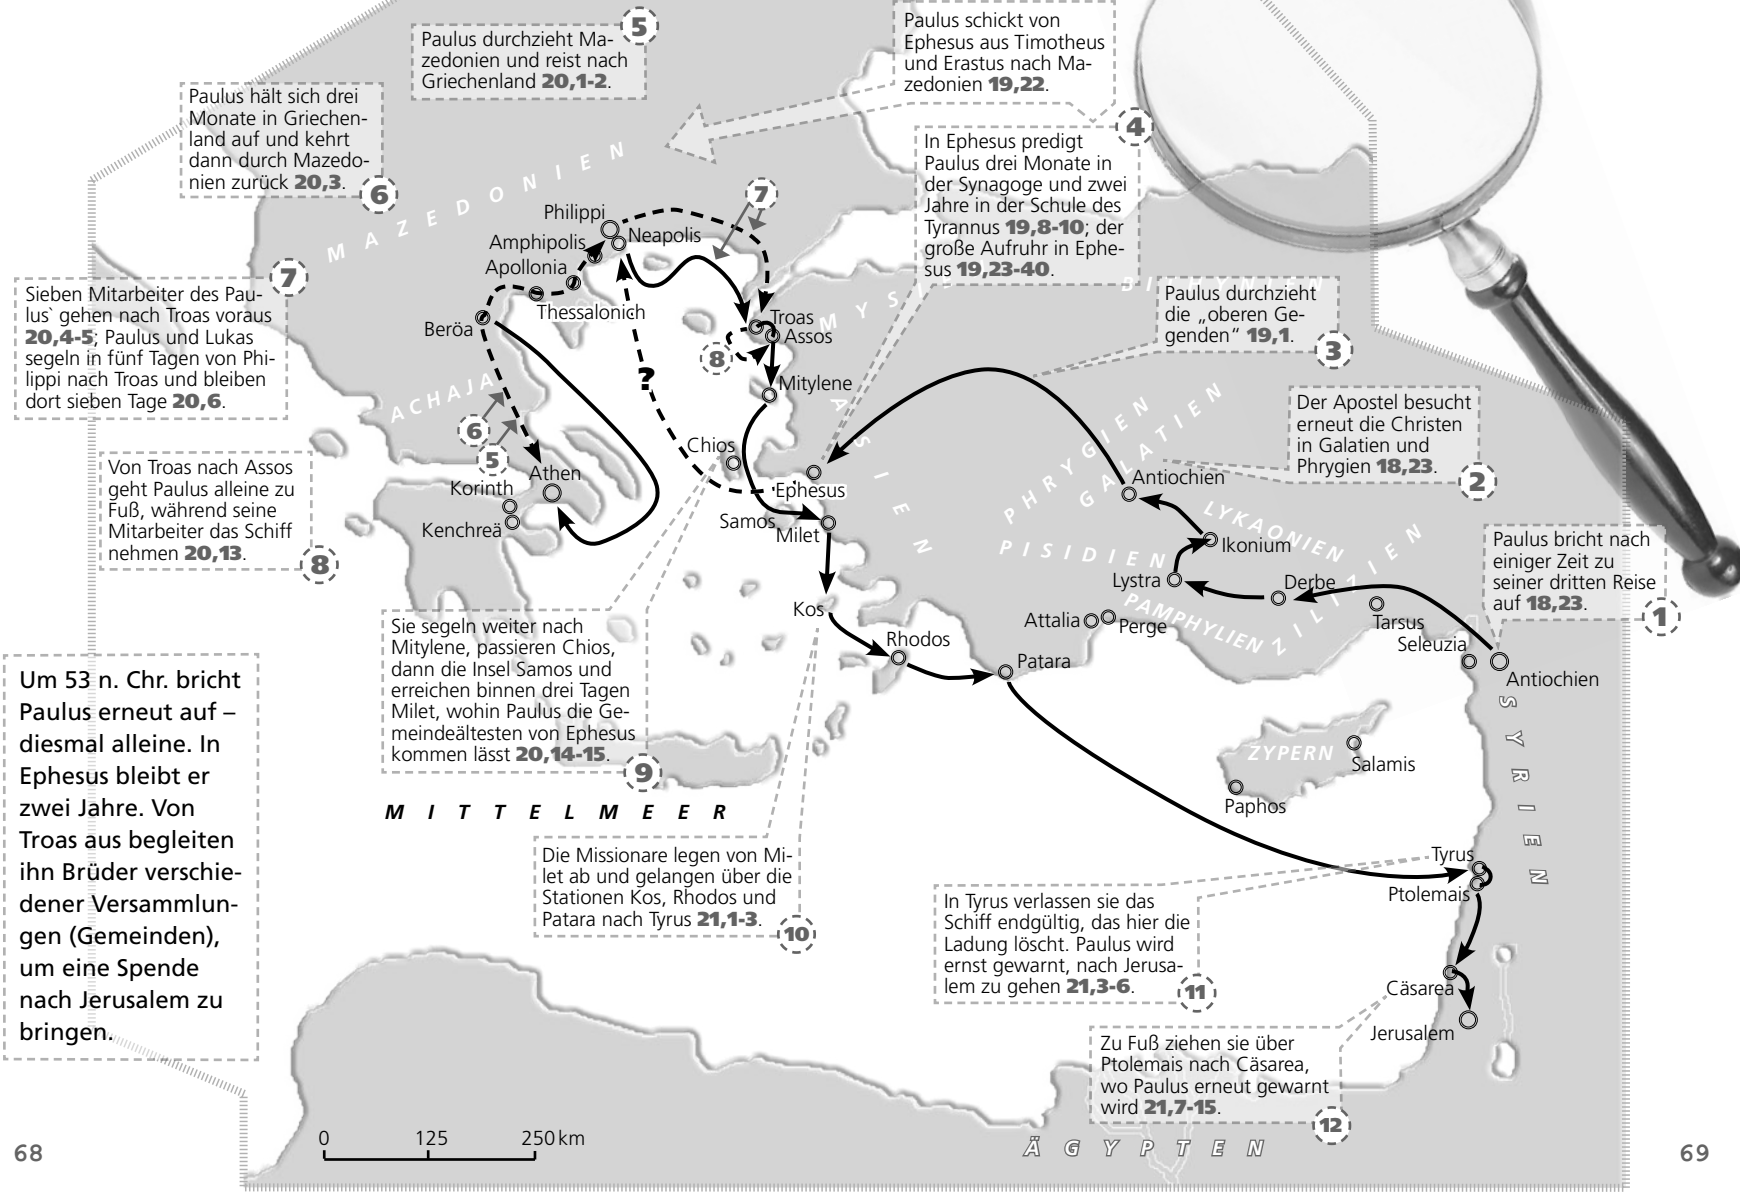 Paulus durchzieht Ma-
zedonien und reist nach
Griechenland 20,1-2.
5
Paulus schickt von
Ephesus aus Timotheus
und Erastus nach Ma-
zedonien 19,22.
4
In Ephesus predigt
Paulus drei Monate in
der Synagoge und zwei
Jahre in der Schule des
Tyrannus 19,8-10; der
große Aufruhr in Ephe-
sus 19,23-40.
Paulus hält sich drei
Monate in Griechen-
land auf und kehrt
dann durch Mazedo-
nien zurück 20,3.
6
7
Sieben Mitarbeiter des Pau-
lus` gehen nach Troas voraus
20,4-5; Paulus und Lukas
segeln in fünf Tagen von Phi-
lippi nach Troas und bleiben
dort sieben Tage 20,6.
Von Troas nach Assos
geht Paulus alleine zu
Fuß, während seine
Mitarbeiter das Schiff
nehmen 20,13.
8
Paulus durchzieht
die „oberen Ge-
genden“ 19,1.
3
Der Apostel besucht
erneut die Christen
in Galatien und
Phrygien 18,23.
2
Paulus bricht nach
einiger Zeit zu
seiner dritten Reise
auf 18,23.
1
Sie segeln weiter nach
Mitylene, passieren Chios,
dann die Insel Samos und
erreichen binnen drei Tagen
Milet, wohin Paulus die Ge-
meindeältesten von Ephesus
kommen lässt 20,14-15.
9
Die Missionare legen von Mi-
let ab und gelangen über die
Stationen Kos, Rhodos und
Patara nach Tyrus 21,1-3.
10
In Tyrus verlassen sie das
Schiff endgültig, das hier die
Ladung löscht. Paulus wird
ernst gewarnt, nach Jerusa-
lem zu gehen 21,3-6.
11
Zu Fuß ziehen sie über
Ptolemais nach Cäsarea,
wo Paulus erneut gewarnt
wird 21,7-15.
12
Um 53 n. Chr. bricht
Paulus erneut auf –
diesmal alleine. In
Ephesus bleibt er
zwei Jahre. Von
Troas aus begleiten
ihn Brüder verschie-
dener Versammlun-
gen (Gemeinden),
um eine Spende
nach Jerusalem zu
bringen.
MAZEDONIEN
7
Philippi
Neapolis
Amphipolis
Apollonia
Thessalonich
Beröa
Troas
Assos
8
?
Mitylene
ACHAJA
6
5
Athen
Korinth
Kenchreä
Chios
Ephesus
Samos
Milet
Kos
Rhodos
Patara
ASIEN
PHRYGIEN
GALATIEN
Antiochien
LYKAONIEN
Ikonium
PISIDIEN
Lystra
Derbe
PAMPHYLIEN
ZILIZIEN
Attalia
Perge
Tarsus
Seleuzia
Antiochien
SYRIEN
ZYPERN
Salamis
Paphos
MITTELMEER
Tyrus
Ptolemais
Cäsarea
Jerusalem
ÄGYPTEN
0 125 250 km
68
69